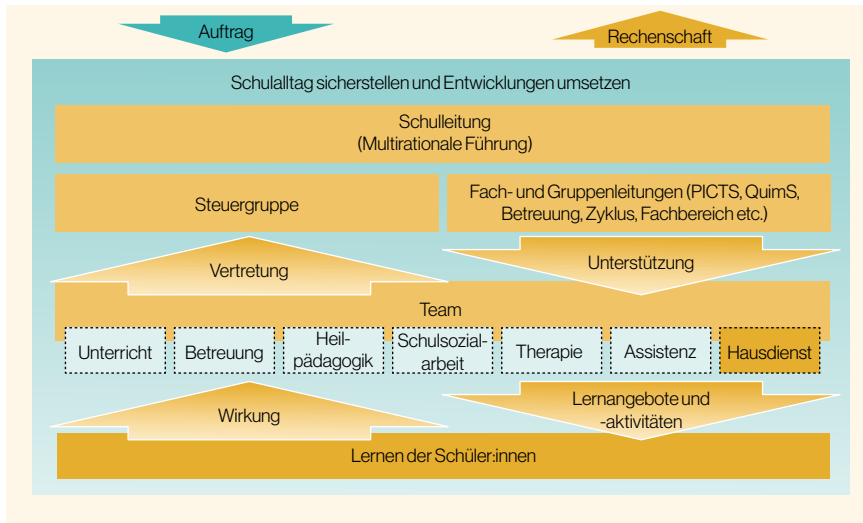 Auftrag
Rechenschaft
Schulalltag sicherstellen und Entwicklungen umsetzen
Schulleitung
(Multirationale Führung)
Steuergruppe
Fach- und Gruppenleitungen (PICTS, QuimS,
Betreuung, Zyklus, Fachbereich etc.)
Vertretung
Unterstützung
Team
Unterricht
Betreuung
Heil-
pädagogik
Schulsozial-
arbeit
Therapie
Assistenz
Hausdienst
Wirkung
Lernangebote und
-aktivitäten
Lernen der Schüler:innen